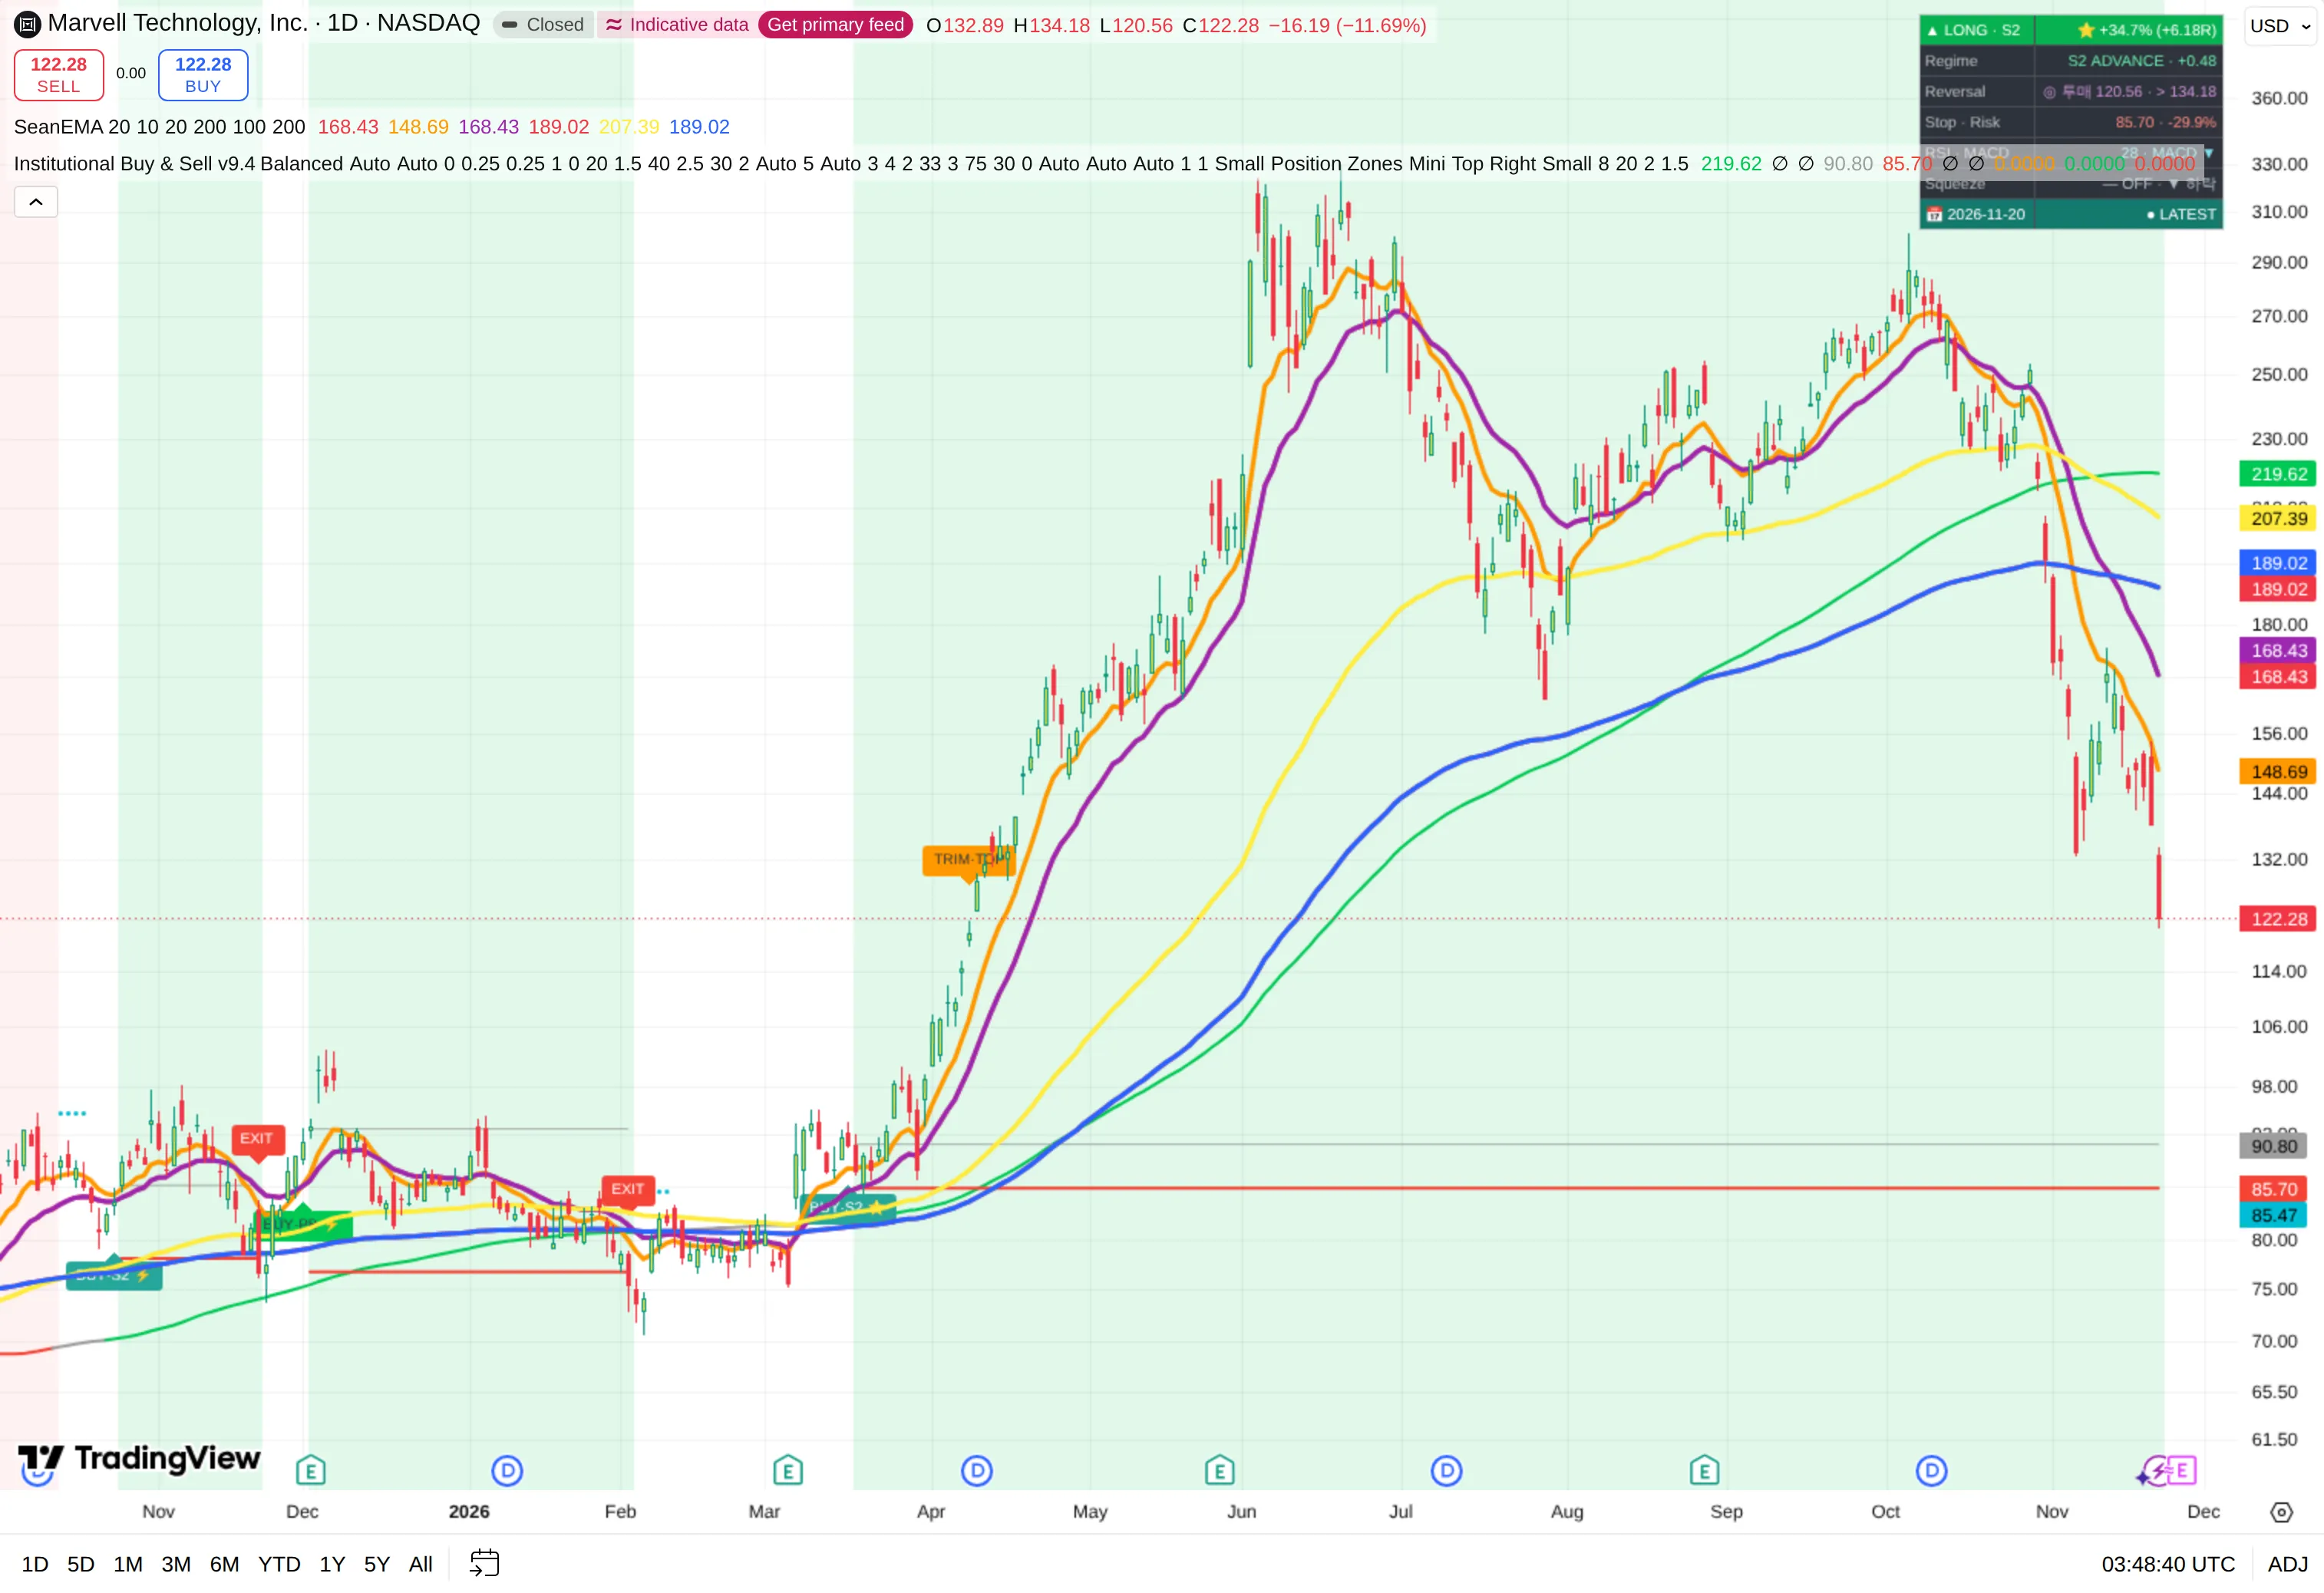 Marvell Technology, Inc. · 1D · NASDAQ Closed Indicative data Get primary feed O132.89 H134.18 L120.56 C122.28 −16.19 (−11.69%)
122.28 SELL
0.00
122.28 BUY
SeanEMA 20 10 20 200 100 200 168.43 148.69 168.43 189.02 207.39 189.02
Institutional Buy & Sell v9.4 Balanced Auto Auto 0 0.25 0.25 1 0 20 1.5 40 2.5 30 2 Auto 5 Auto 3 4 2 33 3 75 30 0 Auto Auto Auto 1 1 Small Position Zones Mini Top Right Small 8 20 2 1.5 219.62 ∅ ∅ 90.80 85.70 ∅ ∅ 0.0000 0.0000 0.0000
▲ LONG · S2 ⭐ +34.7% (+6.18R)
Regime S2 ADVANCE · +0.48
Reversal ◎ 투매 120.56 · > 134.18
Stop · Risk 85.70 · -29.9%
RSI · MACD 28 · MACD ▼
Squeeze — OFF · ▼ 하락
2026-11-20 ● LATEST
USD
360.00
330.00
310.00
290.00
270.00
250.00
230.00
219.62
207.39
189.02
189.02
180.00
168.43
168.43
156.00
148.69
144.00
132.00
122.28
114.00
106.00
98.00
90.80
85.70
85.47
80.00
75.00
70.00
65.50
61.50
TRIM·TOP
EXIT
EXIT
BUY·S2
BUY·S2
TradingView
D E D E D E D E D E
Nov Dec 2026 Feb Mar Apr May Jun Jul Aug Sep Oct Nov Dec
1D 5D 1M 3M 6M YTD 1Y 5Y All
03:48:40 UTC ADJ